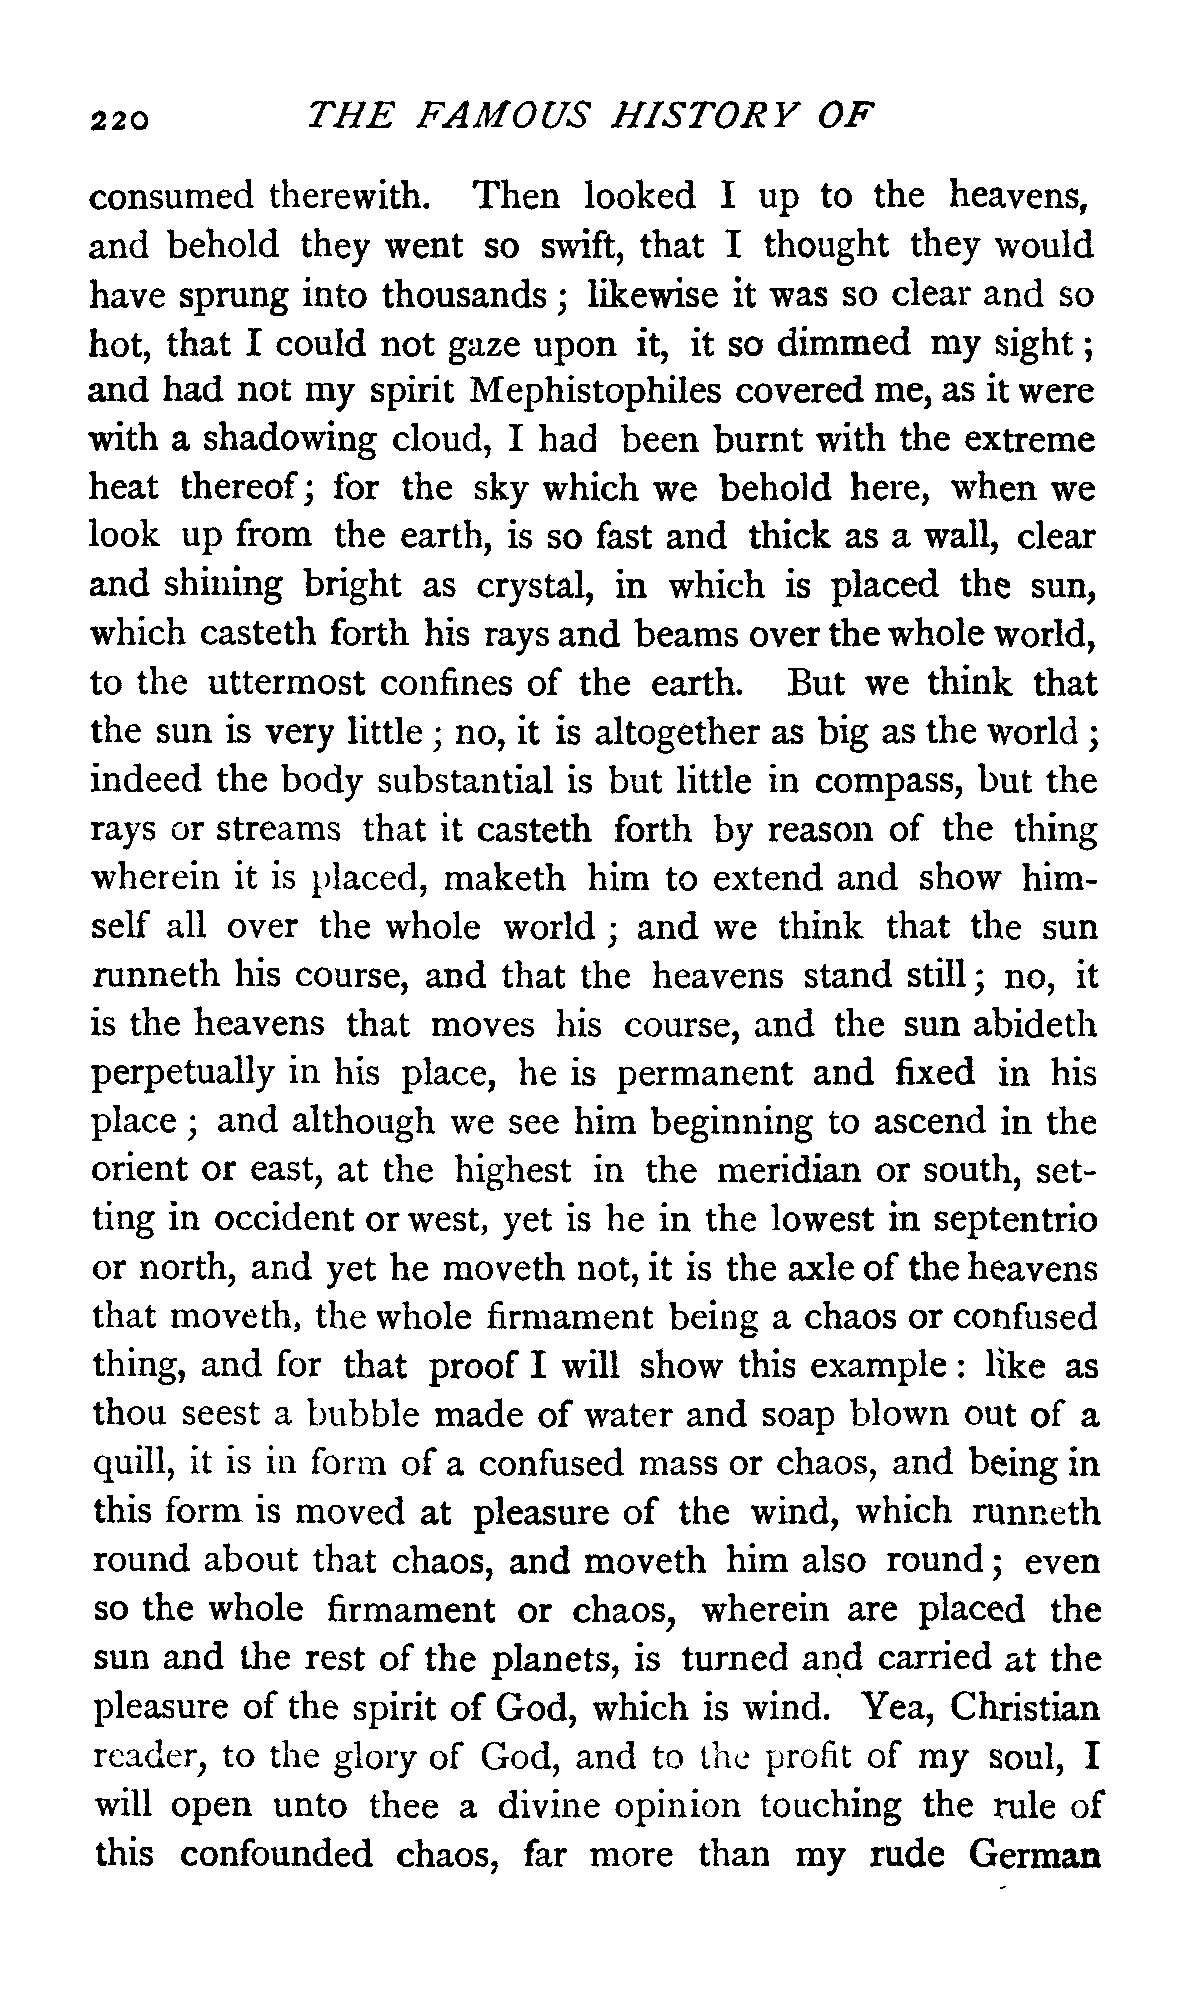 220 THE FAMOUS HISTORY OF
consumed therewith. Then looked I up to the heavens,
and behold they went so swift, that I thought they would
have sprung into thousands ; likewise it was so clear and so
hot, that I could not gaze upon it, it so dimmed my sight ;
and had not my spirit Mephistophiles covered me, as it were
with a shadowing cloud, I had been burnt with the extreme
heat thereof ; for the sky which we behold here, when we
look up from the earth, is so fast and thick as a wall, clear
and shining bright as crystal, in which is placed the sun,
which casteth forth his rays and beams over the whole world,
to the uttermost confines of the earth. But we think that
the sun is very little ; no, it is altogether as big as the world ;
indeed the body substantial is but little in compass, but the
rays or streams that it casteth forth by reason of the thing
wherein it is placed, maketh him to extend and show him-
self all over the whole world ; and we think that the sun
runneth his course, and that the heavens stand still ; no, it
is the heavens that moves his course, and the sun abideth
perpetually in his place, he is permanent and fixed in his
place ; and although we see him beginning to ascend in the
orient or east, at the highest in the meridian or south, set-
ting in occident or west, yet is he in the lowest in septentrio
or north, and yet he moveth not, it is the axle of the heavens
that moveth, the whole firmament being a chaos or confused
thing, and for that proof I will show this example : like as
thou seest a bubble made of water and soap blown out of a
quill, it is in form of a confused mass or chaos, and being in
this form is moved at pleasure of the wind, which runneth
round about that chaos, and moveth him also round ; even
so the whole firmament or chaos, wherein are placed the
sun and the rest of the planets, is turned and carried at the
pleasure of the spirit of God, which is wind. Yea, Christian
reader, to the glory of God, and to the profit of my soul, I
will open unto thee a divine opinion touching the rule of
this confounded chaos, far more than my rude German